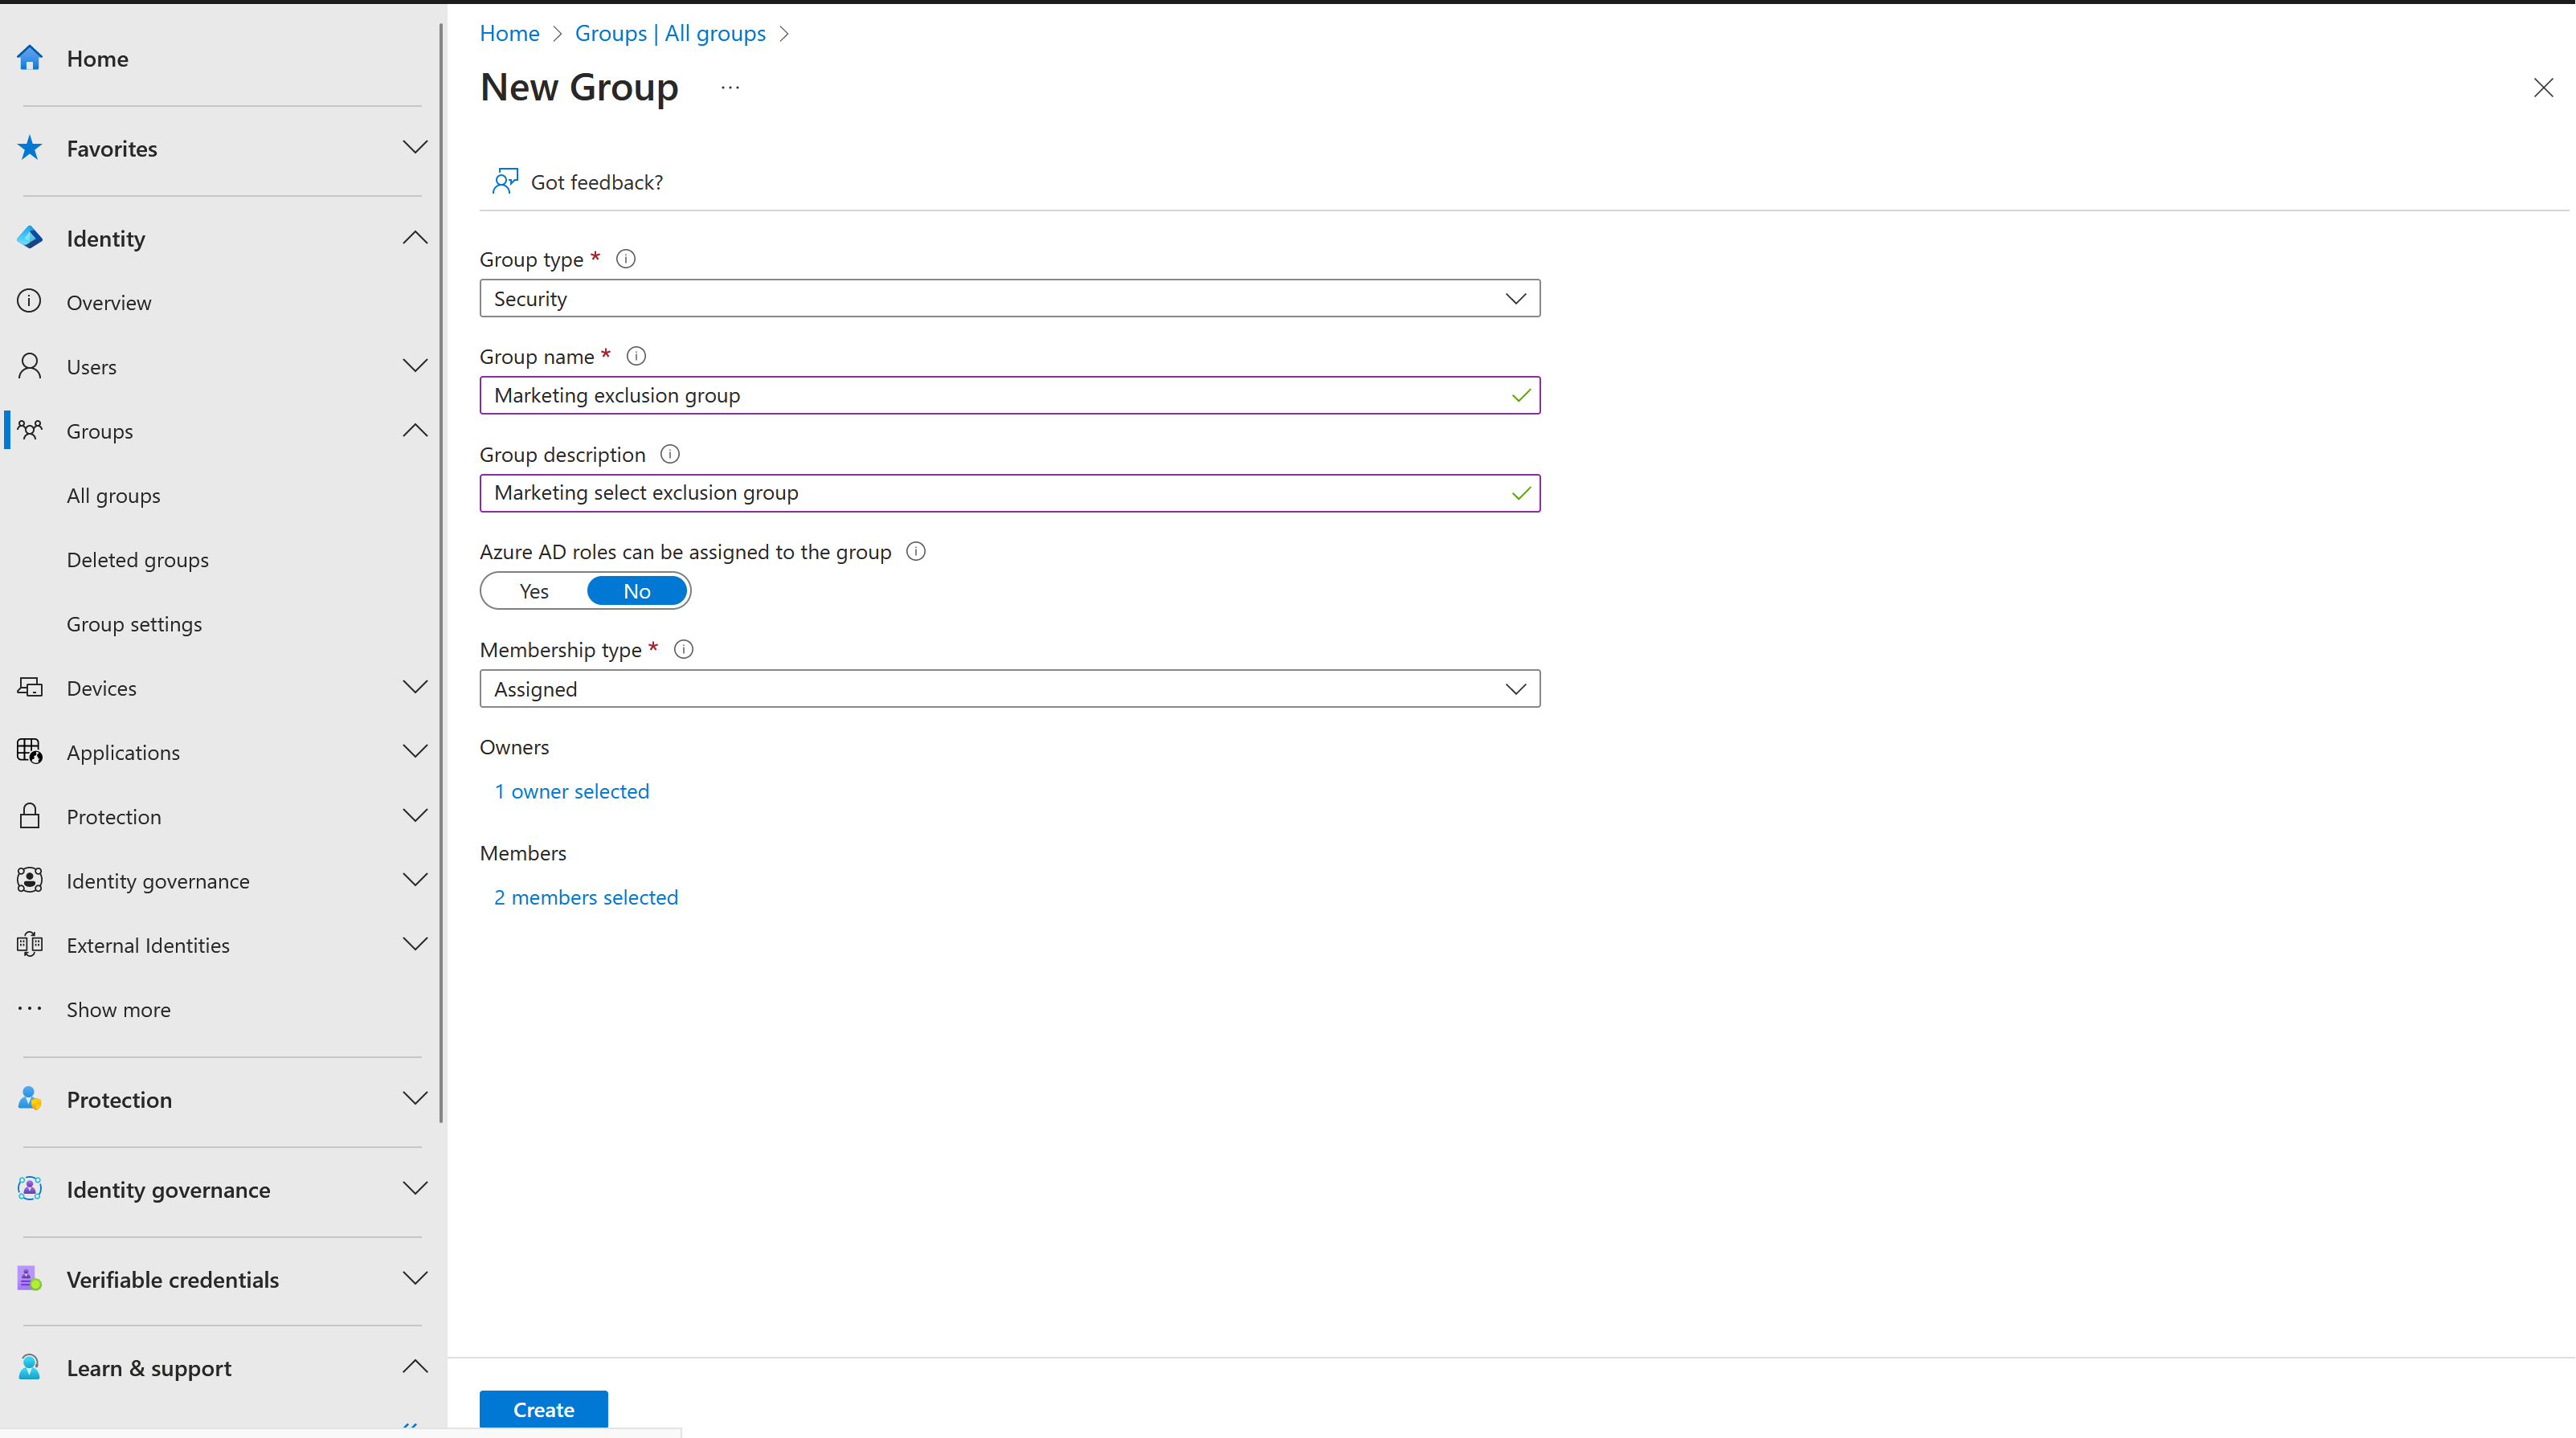 Home
Favorites
Identity
Overview
Users
Groups
All groups
Deleted groups
Group settings
Devices
Applications
Protection
Identity governance
External Identities
Show more
Protection
Identity governance
Verifiable credentials
Learn & support
Home > Groups | All groups >
New Group ...
Got feedback?
Group type *
Security
Group name *
Marketing exclusion group
Group description
Marketing select exclusion group
Azure AD roles can be assigned to the group
Yes No
Membership type *
Assigned
Owners
1 owner selected
Members
2 members selected
Create